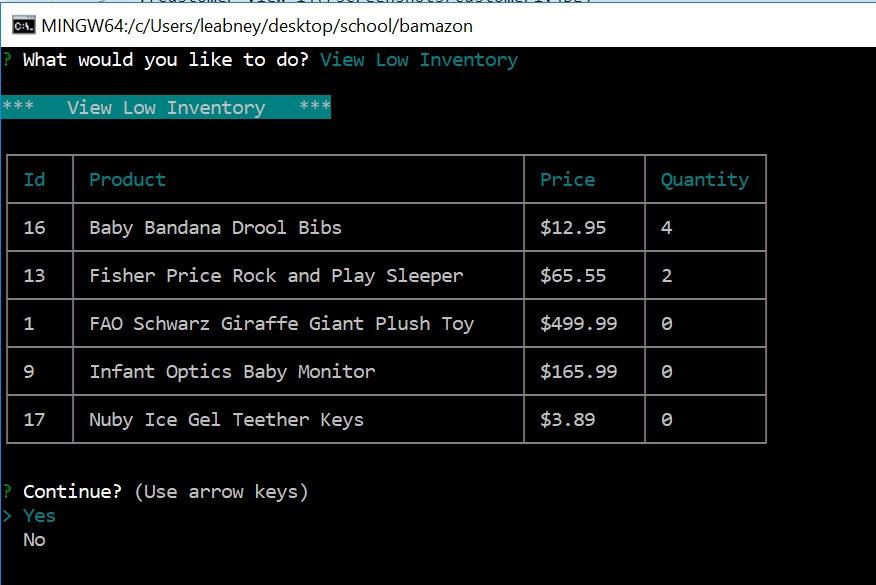 MINGW64:/c/Users/leabney/desktop/school/bamazon
? What would you like to do? View Low Inventory
***   View Low Inventory   ***
Id Product Price Quantity
16 Baby Bandana Drool Bibs $12.95 4
13 Fisher Price Rock and Play Sleeper $65.55 2
1 FAO Schwarz Giraffe Giant Plush Toy $499.99 0
9 Infant Optics Baby Monitor $165.99 0
17 Nuby Ice Gel Teether Keys $3.89 0
? Continue? (Use arrow keys)
> Yes
No